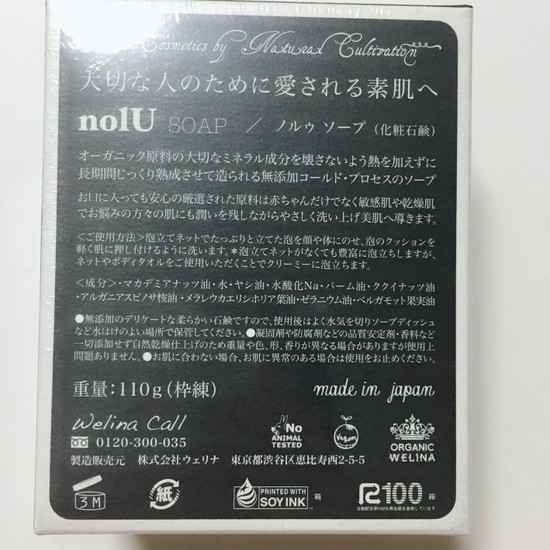 Cosmetics by Natural Cultivation
大切な人のために愛される素肌へ
nolU SOAP / ノルゥ ソープ (化粧石鹸)
オーガニック原料の大切なミネラル成分を壊さないよう熱を加えずに
長期間じっくり熟成させて造られる無添加コールド・プロセスのソープ
お口に入っても安心の厳選された原料は赤ちゃんだけでなく敏感肌や乾燥肌
でお悩みの方々の肌にも潤いを残しながらやさしく洗い上げ美肌へ導きます。
<ご使用方法>泡立てネットでたっぷりと立てた泡を顔や体にのせ、泡のクッションを
軽く肌に押し付けるように洗います。*泡立てネットがなくても豊富に泡立ちしますが、
ネットやボディタオルをご使用いただくことでクリーミーに泡立ちます。
<成分>・マカデミアナッツ油・水・ヤシ油・水酸化Na・パーム油・ククイナッツ油
・アルガニアスピノサ核油・メラレウカエリシホリア葉油・ゼラニウム油・ベルガモット果実油
●無添加のデリケートな柔らかい石鹸ですので、使用後はよく水気を切りソープディッシュ
など水はけのよい場所で保管してください。●凝固剤や防腐剤などの品質安定剤・香料など
一切添加せず自然乾燥仕上げのため重量や色、形、香りが異なる場合がありますが使用上
問題ありません。●お肌に合わない場合、お肌に異常のある場合は使用をお止めください。
重量:110g(枠練)
made in japan
Welina Call
0120-300-035
製造販売元 株式会社ウェリナ 東京都渋谷区恵比寿西2-5-5
No
ANIMAL
TESTED
Vegan
ORGANIC
WELINA
3M
紙
PRINTED WITH
SOY INK
箱
R100
箱
古紙配合率100%再生紙を使用しています